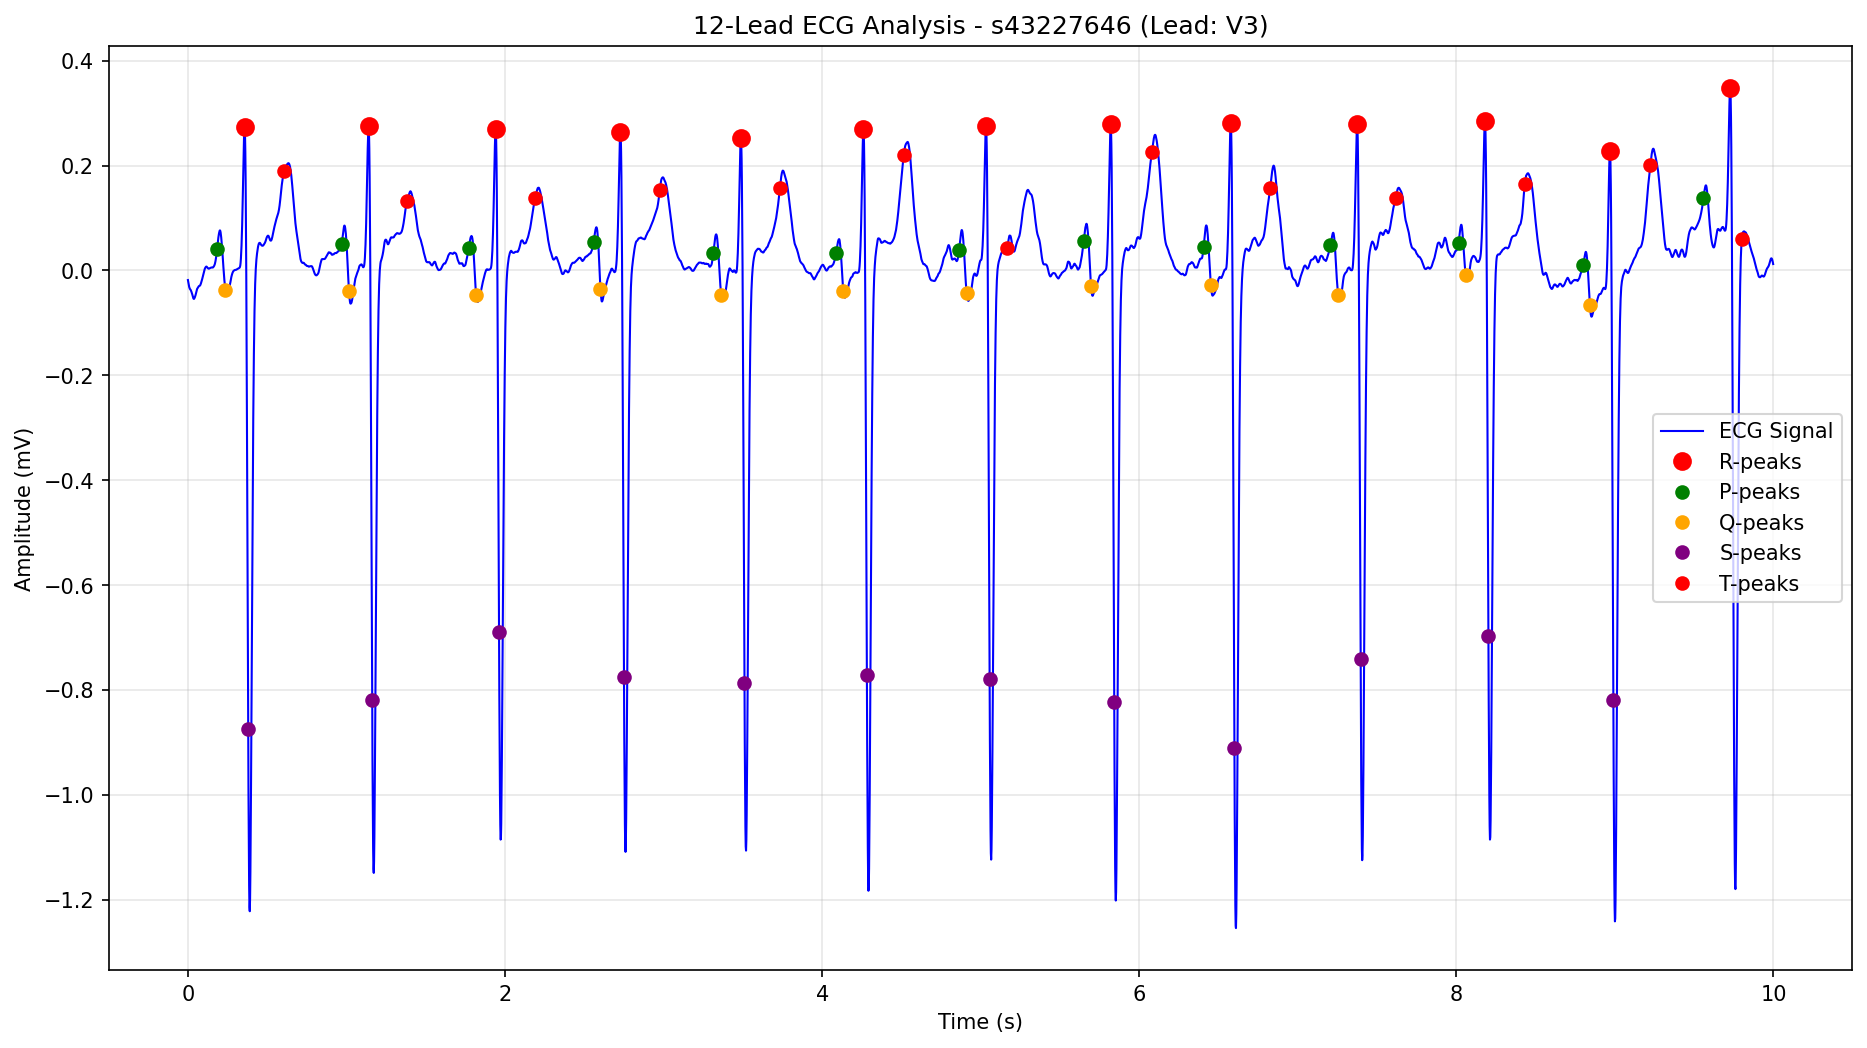 12-Lead ECG Analysis - s43227646 (Lead: V3)
Amplitude (mV)
0.4
0.2
0.0
−0.2
−0.4
−0.6
−0.8
−1.0
−1.2
ECG Signal
R-peaks
P-peaks
Q-peaks
S-peaks
T-peaks
0 2 4 6 8 10
Time (s)